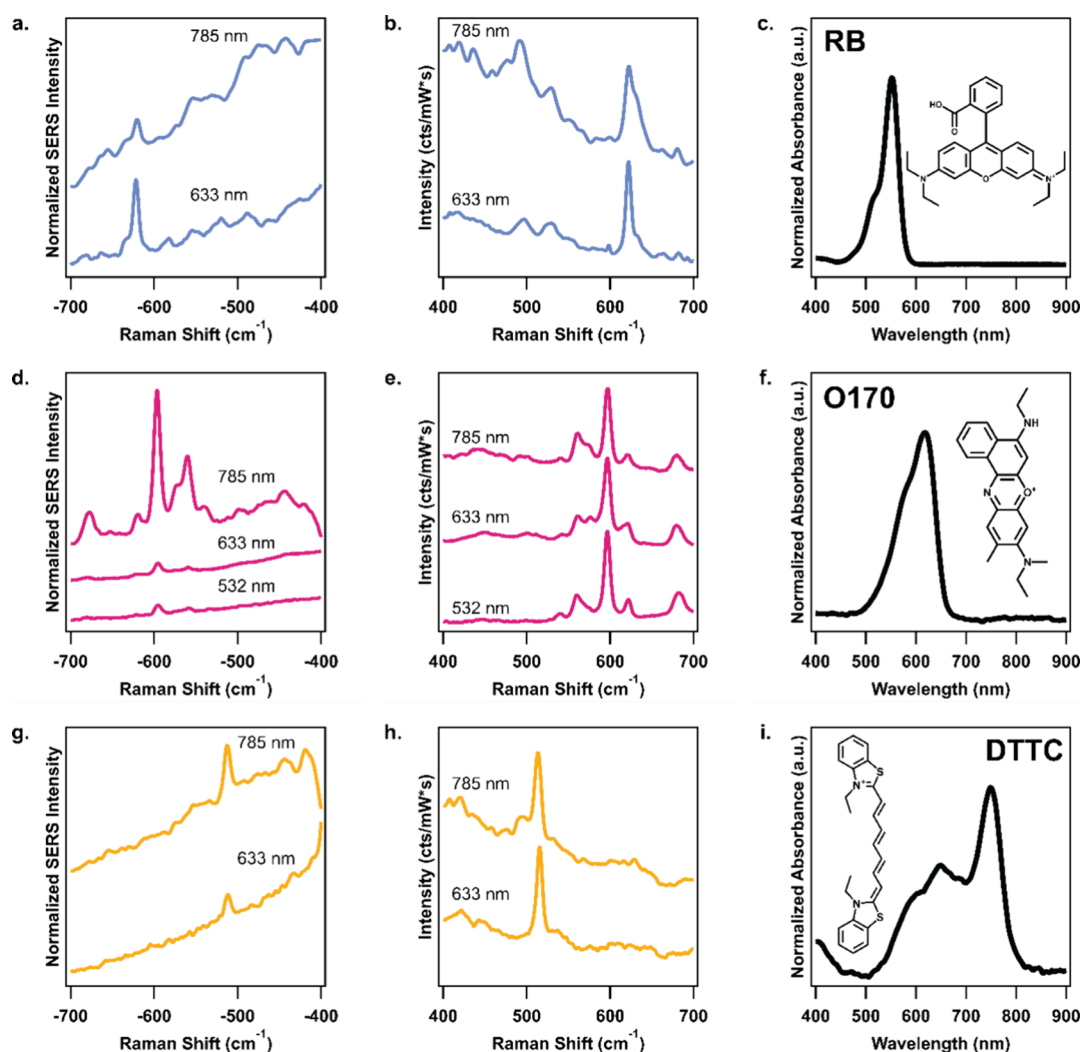 a.
Normalized SERS Intensity
785 nm
633 nm
-700 -600 -500 -400
Raman Shift (cm-1)
b.
Intensity (cts/mW*s)
785 nm
633 nm
400 500 600 700
Raman Shift (cm-1)
c.
Normalized Absorbance (a.u.)
RB
HO
O
N
O
N+
400 500 600 700 800 900
Wavelength (nm)
d.
Normalized SERS Intensity
785 nm
633 nm
532 nm
-700 -600 -500 -400
Raman Shift (cm-1)
e.
Intensity (cts/mW*s)
785 nm
633 nm
532 nm
400 500 600 700
Raman Shift (cm-1)
f.
Normalized Absorbance (a.u.)
O170
NH
N
O+
N
400 500 600 700 800 900
Wavelength (nm)
g.
Normalized SERS Intensity
785 nm
633 nm
-700 -600 -500 -400
Raman Shift (cm-1)
h.
Intensity (cts/mW*s)
785 nm
633 nm
400 500 600 700
Raman Shift (cm-1)
i.
Normalized Absorbance (a.u.)
DTTC
S
N+
N
S
400 500 600 700 800 900
Wavelength (nm)